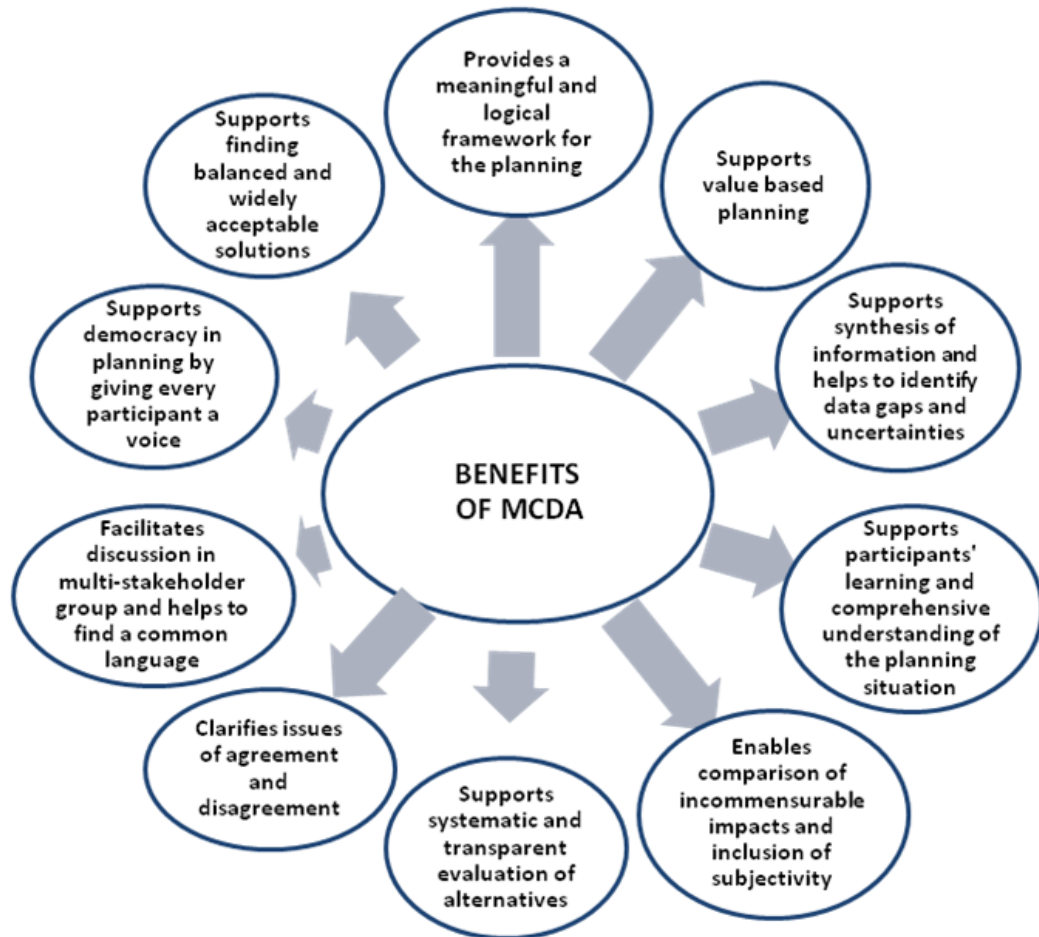 Provides a
meaningful and
logical
framework for
the planning
Supports
value based
planning
Supports
synthesis of
information and
helps to identify
data gaps and
uncertainties
Supports
participants'
learning and
comprehensive
understanding of
the planning
situation
Enables
comparison of
incommensurable
impacts and
inclusion of
subjectivity
Supports
systematic and
transparent
evaluation of
alternatives
Clarifies issues
of agreement
and
disagreement
Facilitates
discussion in
multi-stakeholder
group and helps to
find a common
language
Supports
democracy in
planning by
giving every
participant a
voice
Supports
finding
balanced and
widely
acceptable
solutions
BENEFITS
OF MCDA